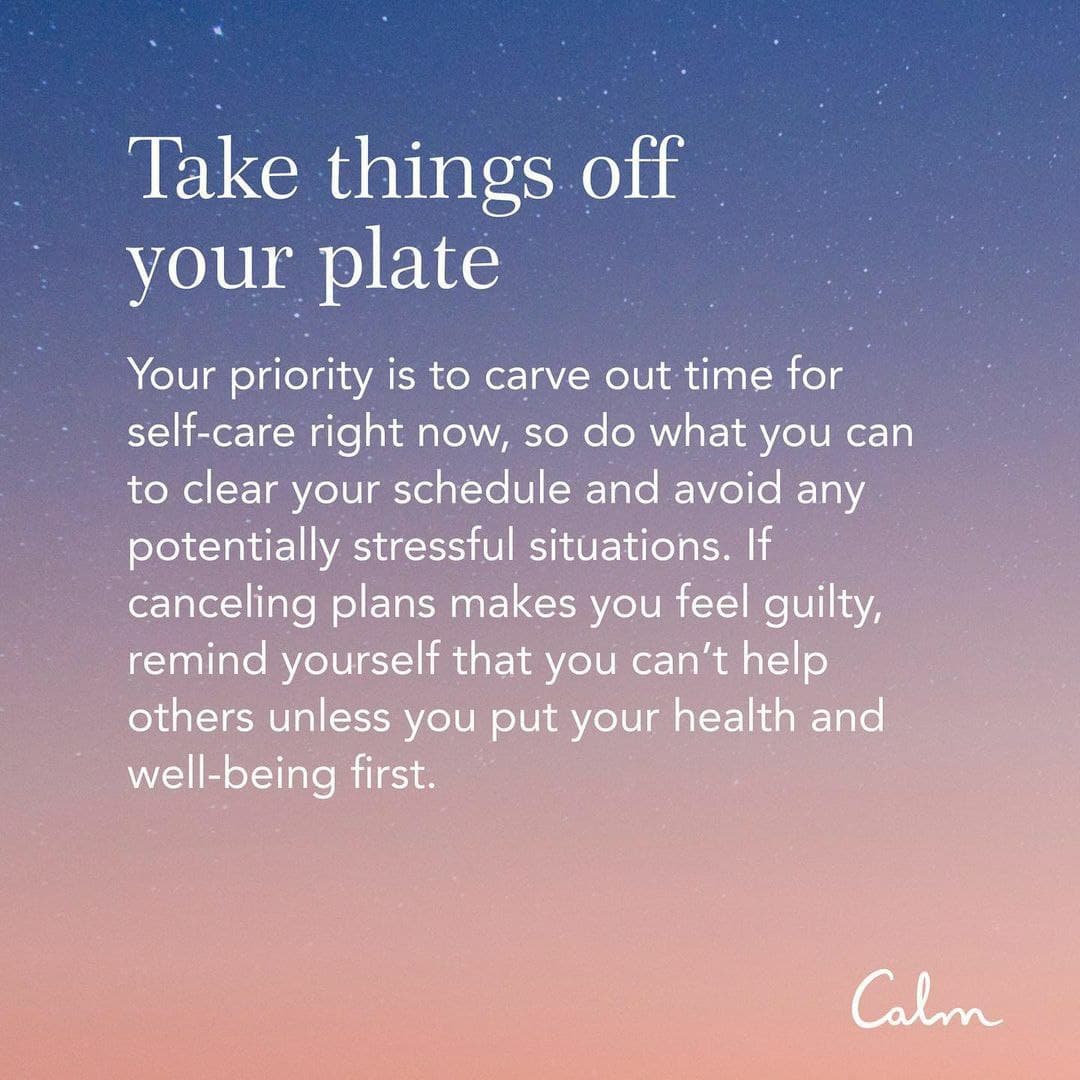 Take things off
your plate
Your priority is to carve out time for
self-care right now, so do what you can
to clear your schedule and avoid any
potentially stressful situations. If
canceling plans makes you feel guilty,
remind yourself that you can’t help
others unless you put your health and
well-being first.
Calm